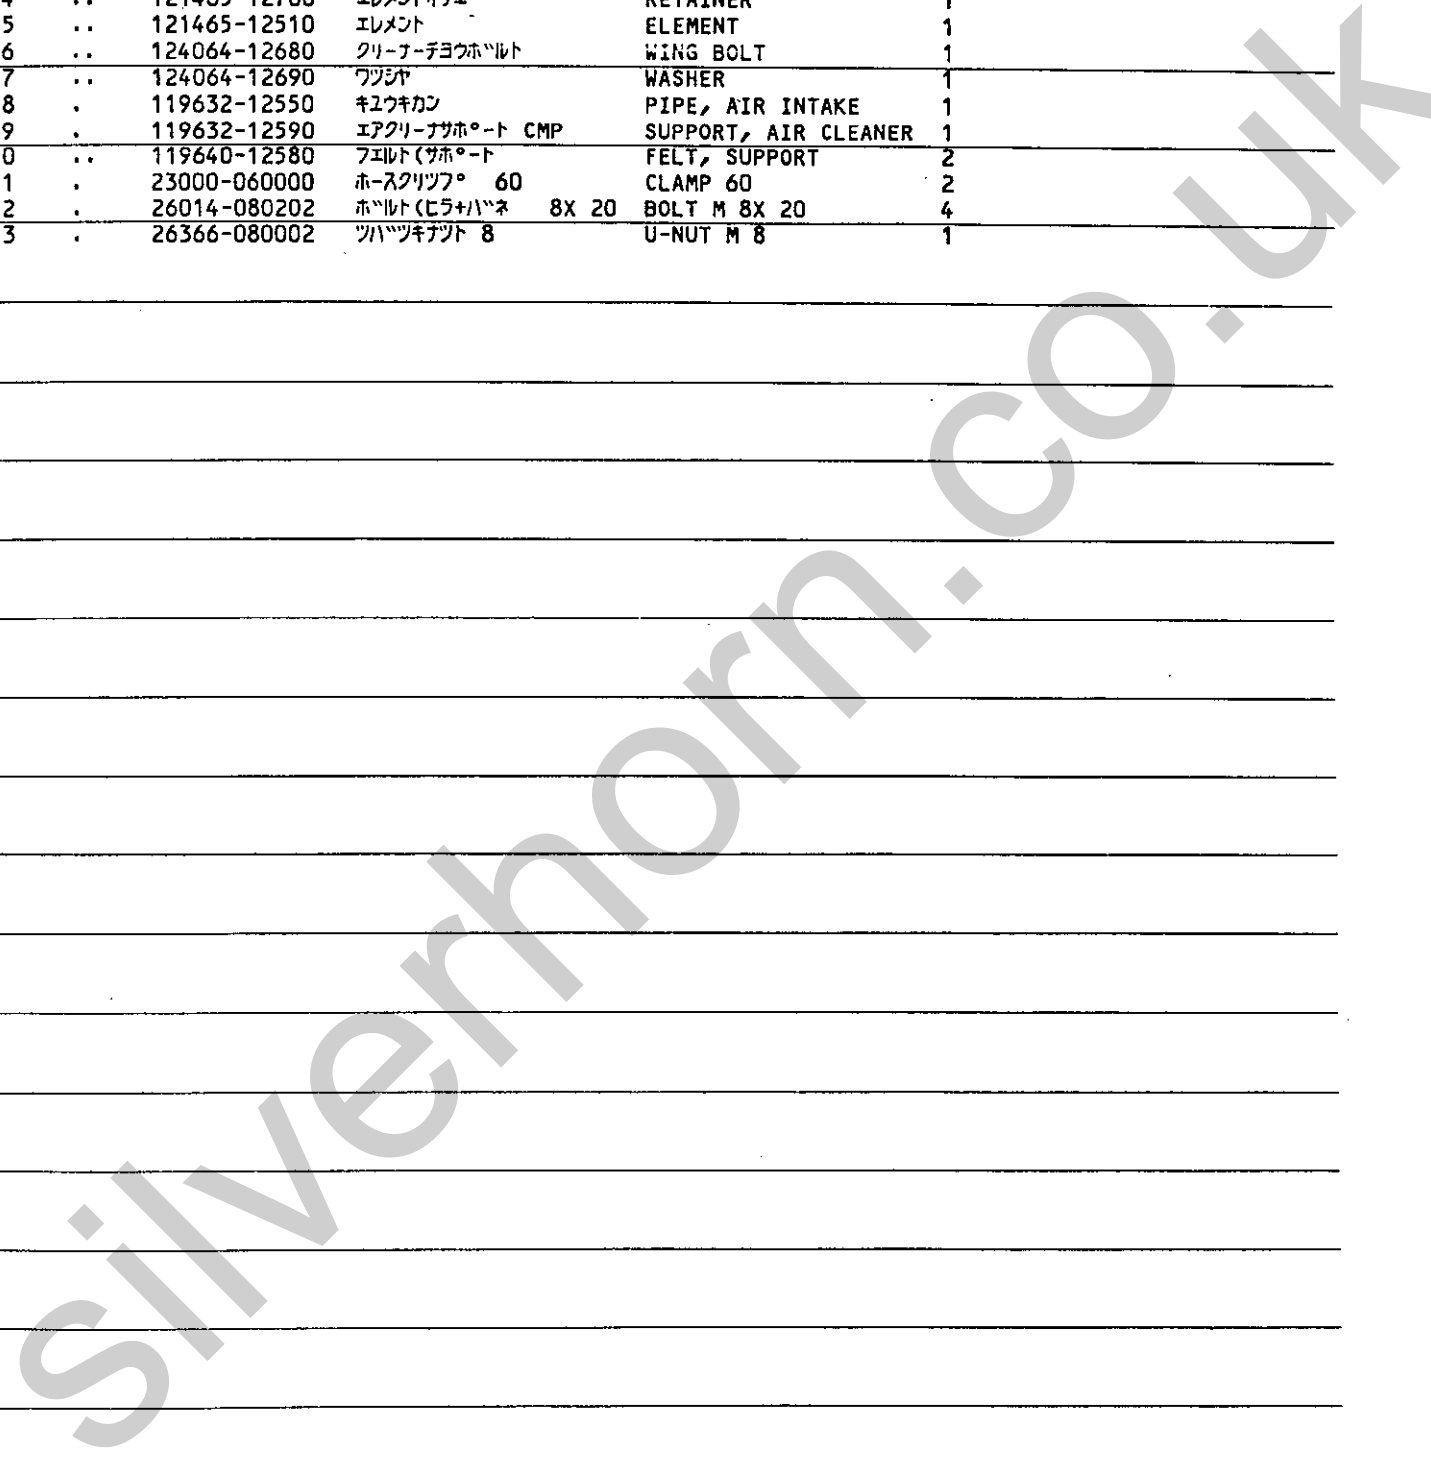 RETAINER 1
5 .. 121465-12510 エレメント ELEMENT 1
6 .. 124064-12680 クリーナーチヨウホ゛ルト WING BOLT 1
7 .. 124064-12690 ワツシヤ WASHER 1
8 . 119632-12550 キユウキカン PIPE, AIR INTAKE 1
9 . 119632-12590 エアクリーナサホ゜ート CMP SUPPORT, AIR CLEANER 1
0 .. 119640-12580 フエルト(サホ゜ート FELT, SUPPORT 2
1 . 23000-060000 ホースクリツフ゜ 60 CLAMP 60 2
2 . 26014-080202 ホ゛ルト(ヒラ+ハ゛ネ 8X 20 BOLT M 8X 20 4
3 . 26366-080002 ツハ゛ツキナツト 8 U-NUT M 8 1
silverhorn.co.uk